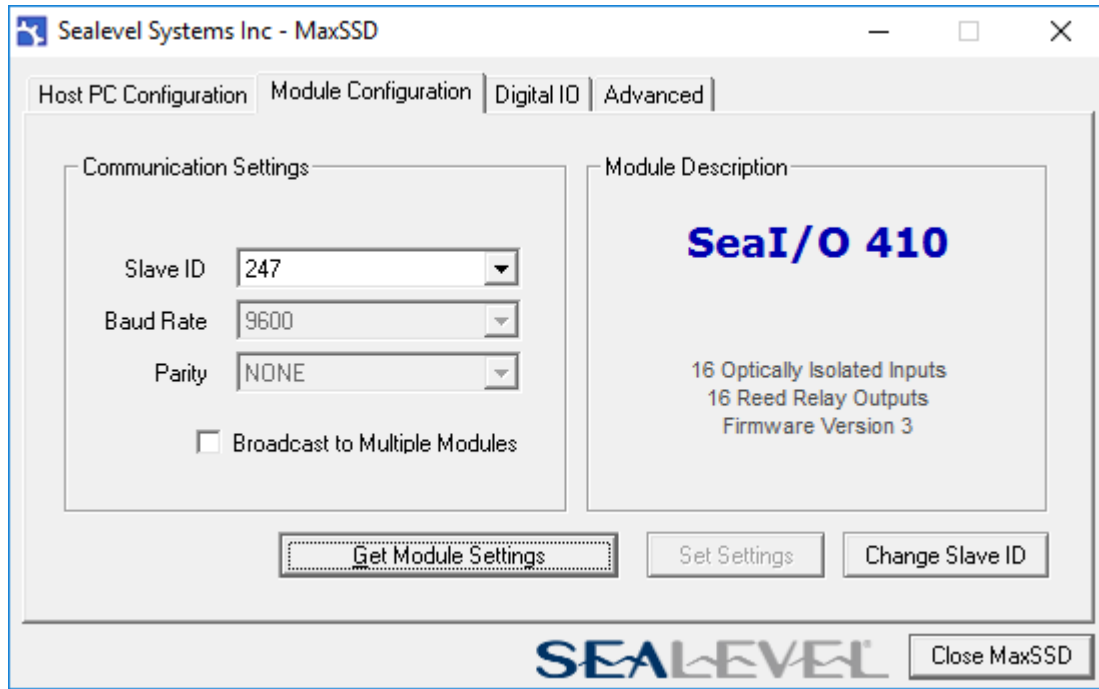 Sealevel Systems Inc - MaxSSD
Host PC Configuration Module Configuration Digital IO Advanced
Communication Settings
Slave ID 247
Baud Rate 9600
Parity NONE
Broadcast to Multiple Modules
Module Description
SeaI/O 410
16 Optically Isolated Inputs
16 Reed Relay Outputs
Firmware Version 3
Get Module Settings Set Settings Change Slave ID
SEALEVEL® Close MaxSSD